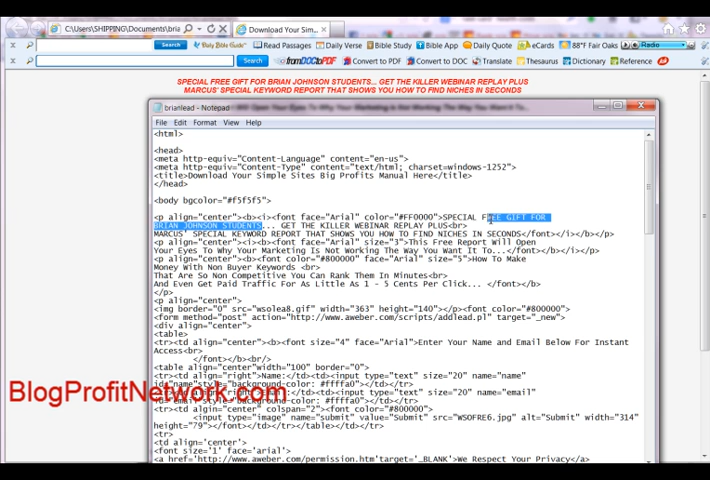 C:\Users\SHIPPING\Documents\brie
Download Your Sim...
Search
Holy Bible Guide
Read Passages
Daily Verse
Bible Study
Bible App
Daily Quote
eCards
88°F Fair Oaks
Radio
Search
fromDOCtoPDF
Convert to PDF
Convert to DOC
Translate
Thesaurus
Dictionary
Reference
SPECIAL FREE GIFT FOR BRIAN JOHNSON STUDENTS... GET THE KILLER WEBINAR REPLAY PLUS
MARCUS' SPECIAL KEYWORD REPORT THAT SHOWS YOU HOW TO FIND NICHES IN SECONDS
brianlead - Notepad
File Edit Format View Help
<html>
<head>
<meta http-equiv="Content-Language" content="en-us">
<meta http-equiv="Content-Type" content="text/html; charset=windows-1252">
<title>Download Your Simple Sites Big Profits Manual Here</title>
</head>
<body bgcolor="#f5f5f5">
<p align="center"><b><i><font face="Arial" color="#FF0000">SPECIAL FREE GIFT FOR
BRIAN JOHNSON STUDENTS... GET THE KILLER WEBINAR REPLAY PLUS<br>
MARCUS' SPECIAL KEYWORD REPORT THAT SHOWS YOU HOW TO FIND NICHES IN SECONDS</font></i></b></p>
<p align="center"><i><b><font face="Arial" size="3">This Free Report Will Open
Your Eyes To Why Your Marketing Is Not Working The Way You Want It To...</font></b></i></p>
<p align="center"><b><font color="#800000" face="Arial" size="5">How To Make
Money With Non Buyer Keywords <br>
That Are So Non Competitive You Can Rank Them In Minutes<br>
And Even Get Paid Traffic For As Little As 1 - 5 Cents Per Click... </font></b>
</p>
<p align="center">
<img border="0" src="wsolea8.gif" width="363" height="140"></p><font color="#800000">
<form method="post" action="http://www.aweber.com/scripts/addlead.pl" target="_new">
<div align="center">
<table>
<tr><td align="center"><b><font size="4" face="Arial">Enter Your Name and Email Below For Instant
Access<br>
</font></b><br/>
<table align="center"width="100" border="0">
<tr><td align="right">Name:</td><td><input type="text" size="20" name="name"
id="name"style="background-color: #ffffa0"></td></tr>
type="text" size="20" name="email"
background-color: #ffffa0"></td></tr>
<tr><td align="center" colspan="2"><font color="#800000">
<input type="image" name="submit" value="Submit" src="WSOFRE6.jpg" alt="Submit" width="314"
height="79"></font></td></tr></table></td></tr>
<tr>
<td align='center'>
<font size='1' face='arial'>
<a href='http://www.aweber.com/permission.htm'target='_BLANK'>We Respect Your Privacy</a>
BlogProfitNetwork.com